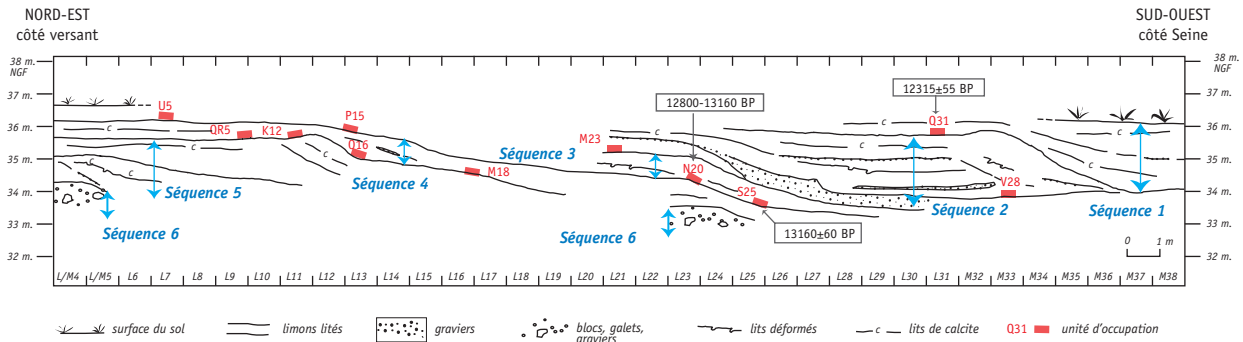 NORD-EST
côté versant
SUD-OUEST
côté Seine
38 m.
NGF
37 m.
36 m.
35 m.
34 m.
33 m.
32 m.
38 m.
NGF
37 m.
36 m.
35 m.
34 m.
33 m.
32 m.
12800-13160 BP
12315±55 BP
13160±60 BP
U5
QR5
K12
P15
Q16
M18
M23
N20
S25
Q31
V28
c
c
c
c
c
c
c
c
Séquence 3
Séquence 4
Séquence 5
Séquence 6
Séquence 6
Séquence 2
Séquence 1
0 1 m
L/M4 L/M5 L6 L7 L8 L9 L10 L11 L12 L13 L14 L15 L16 L17 L18 L19 L20 L21 L22 L23 L24 L25 L26 L27 L28 L29 L30 L31 M32 M33 M34 M35 M36 M37 M38
surface du sol
limons lités
graviers
blocs, galets,
graviers
lits déformés
c lits de calcite
Q31 unité d'occupation